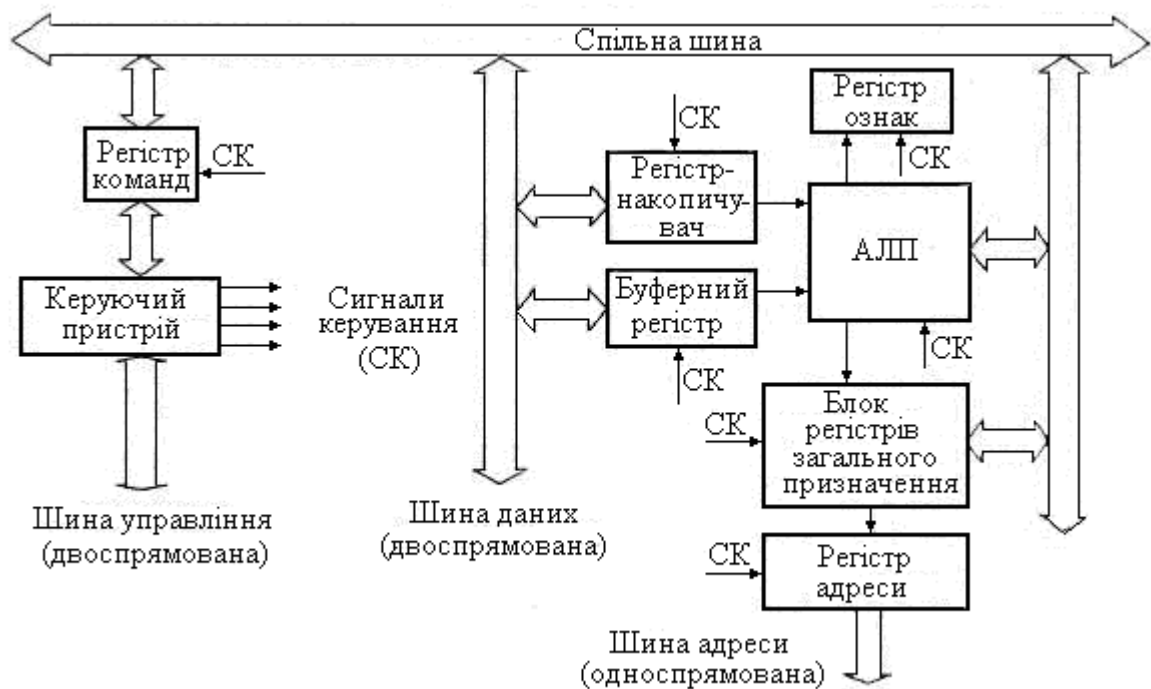 Спільна шина
Регістр
ознак
СК
СК
Регістр
команд
СК
Регістр-
накопичу-
вач
АЛП
Керуючий
пристрій
Сигнали
керування
(СК)
Буферний
регістр
СК
СК
СК
Блок
регістрів
загального
призначення
Шина управління
(двоспрямована)
Шина даних
(двоспрямована)
СК
Регістр
адреси
Шина адреси
(односпрямована)